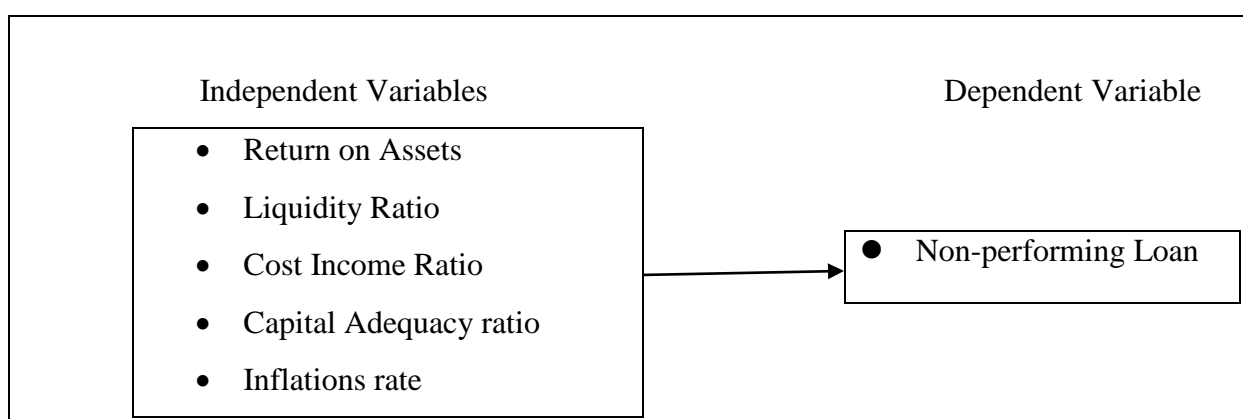 Independent Variables
Dependent Variable
• Return on Assets
• Liquidity Ratio
• Cost Income Ratio
• Capital Adequacy ratio
• Inflations rate
• Non-performing Loan